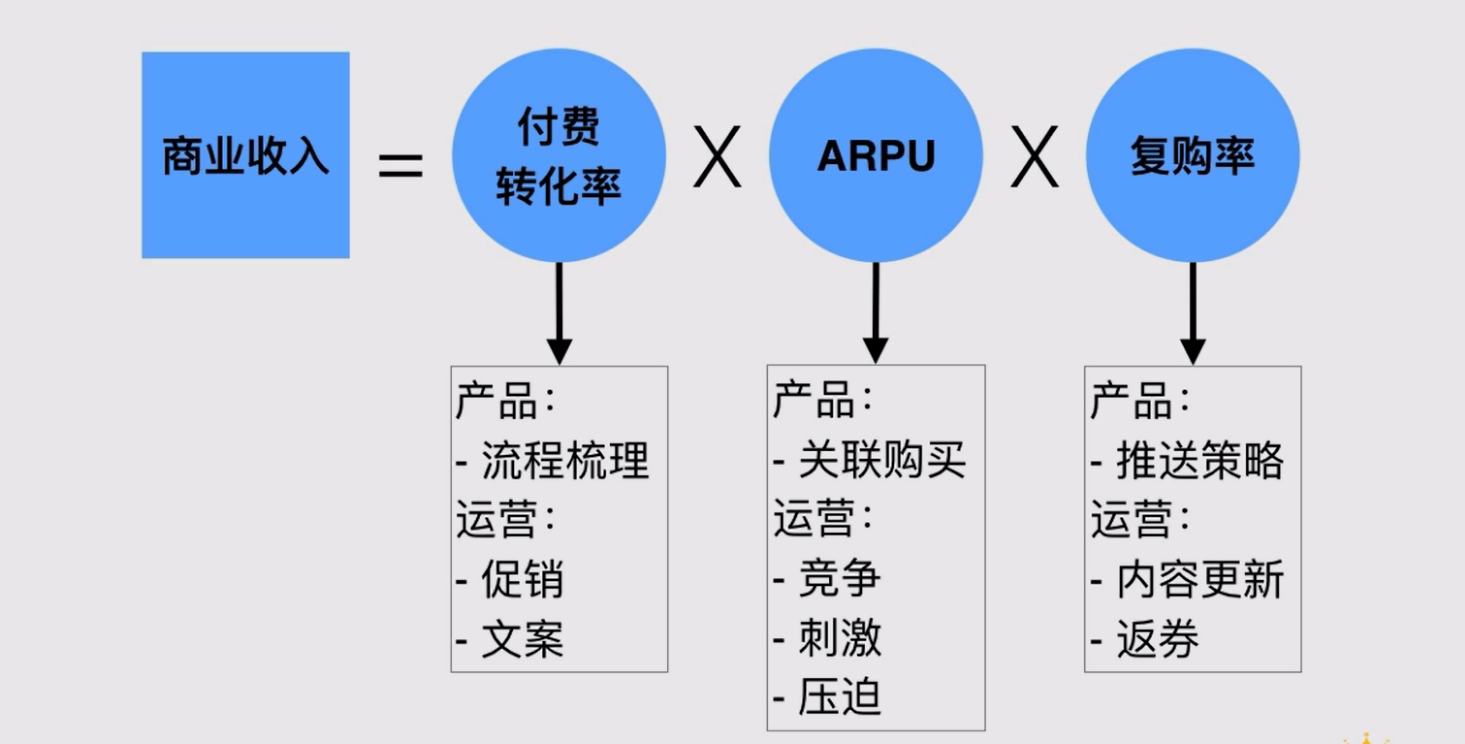 商业收入
=
付费
转化率
X
ARPU
X
复购率
产品：
- 流程梳理
运营：
- 促销
- 文案
产品：
- 关联购买
运营：
- 竞争
- 刺激
- 压迫
产品：
- 推送策略
运营：
- 内容更新
- 返券